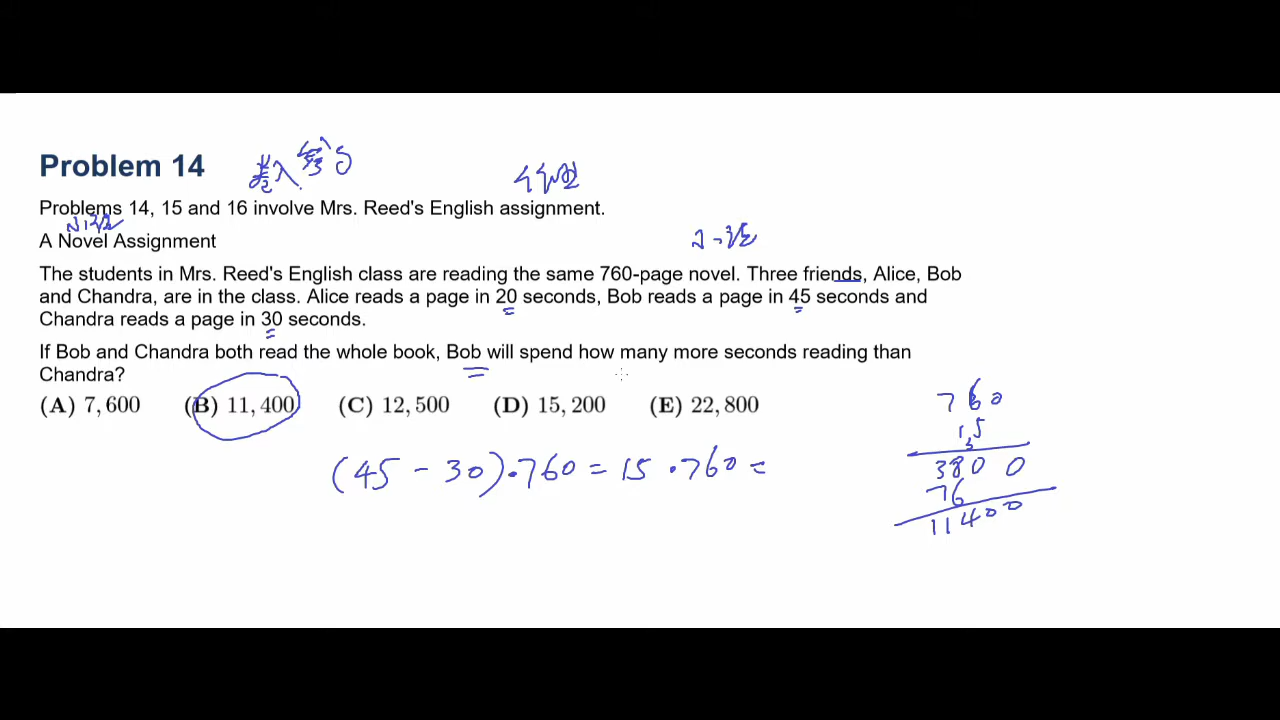 Problem 14
Problems 14, 15 and 16 involve Mrs. Reed's English assignment.
A Novel Assignment
The students in Mrs. Reed's English class are reading the same 760-page novel. Three friends, Alice, Bob
and Chandra, are in the class. Alice reads a page in 20 seconds, Bob reads a page in 45 seconds and
Chandra reads a page in 30 seconds.
If Bob and Chandra both read the whole book, Bob will spend how many more seconds reading than
Chandra?
(A) 7,600 (B) 11,400 (C) 12,500 (D) 15,200 (E) 22,800
(45 - 30) · 760 = 15 · 760 =
760
15
3800
76
11400